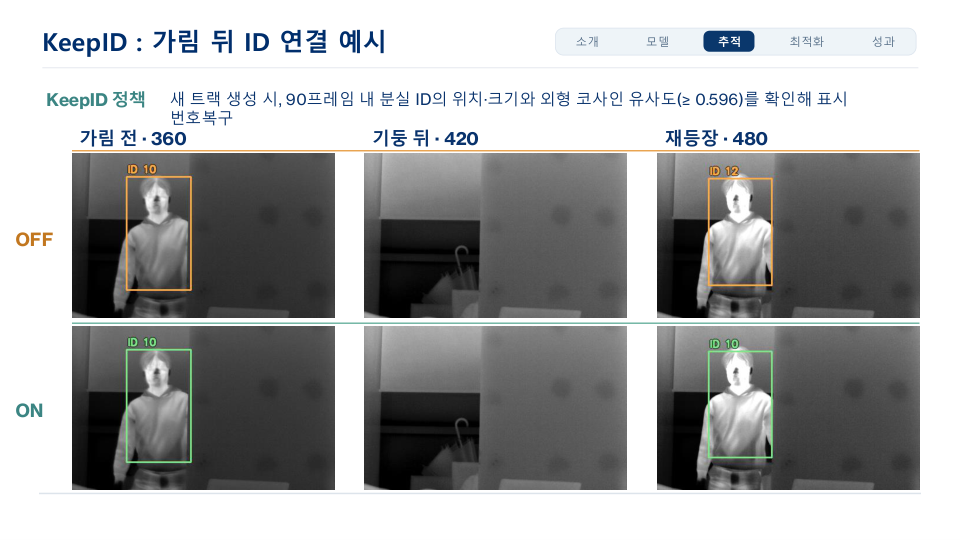 KeepID : 가림 뒤 ID 연결 예시
소개 모델 추적 최적화 성과
KeepID 정책 새 트랙 생성 시, 90프레임 내 분실 ID의 위치·크기와 외형 코사인 유사도(≥ 0.596)를 확인해 표시
번호복구
가림 전 · 360 기둥 뒤 · 420 재등장 · 480
OFF
ID 10
ID 12
ON
ID 10
ID 10